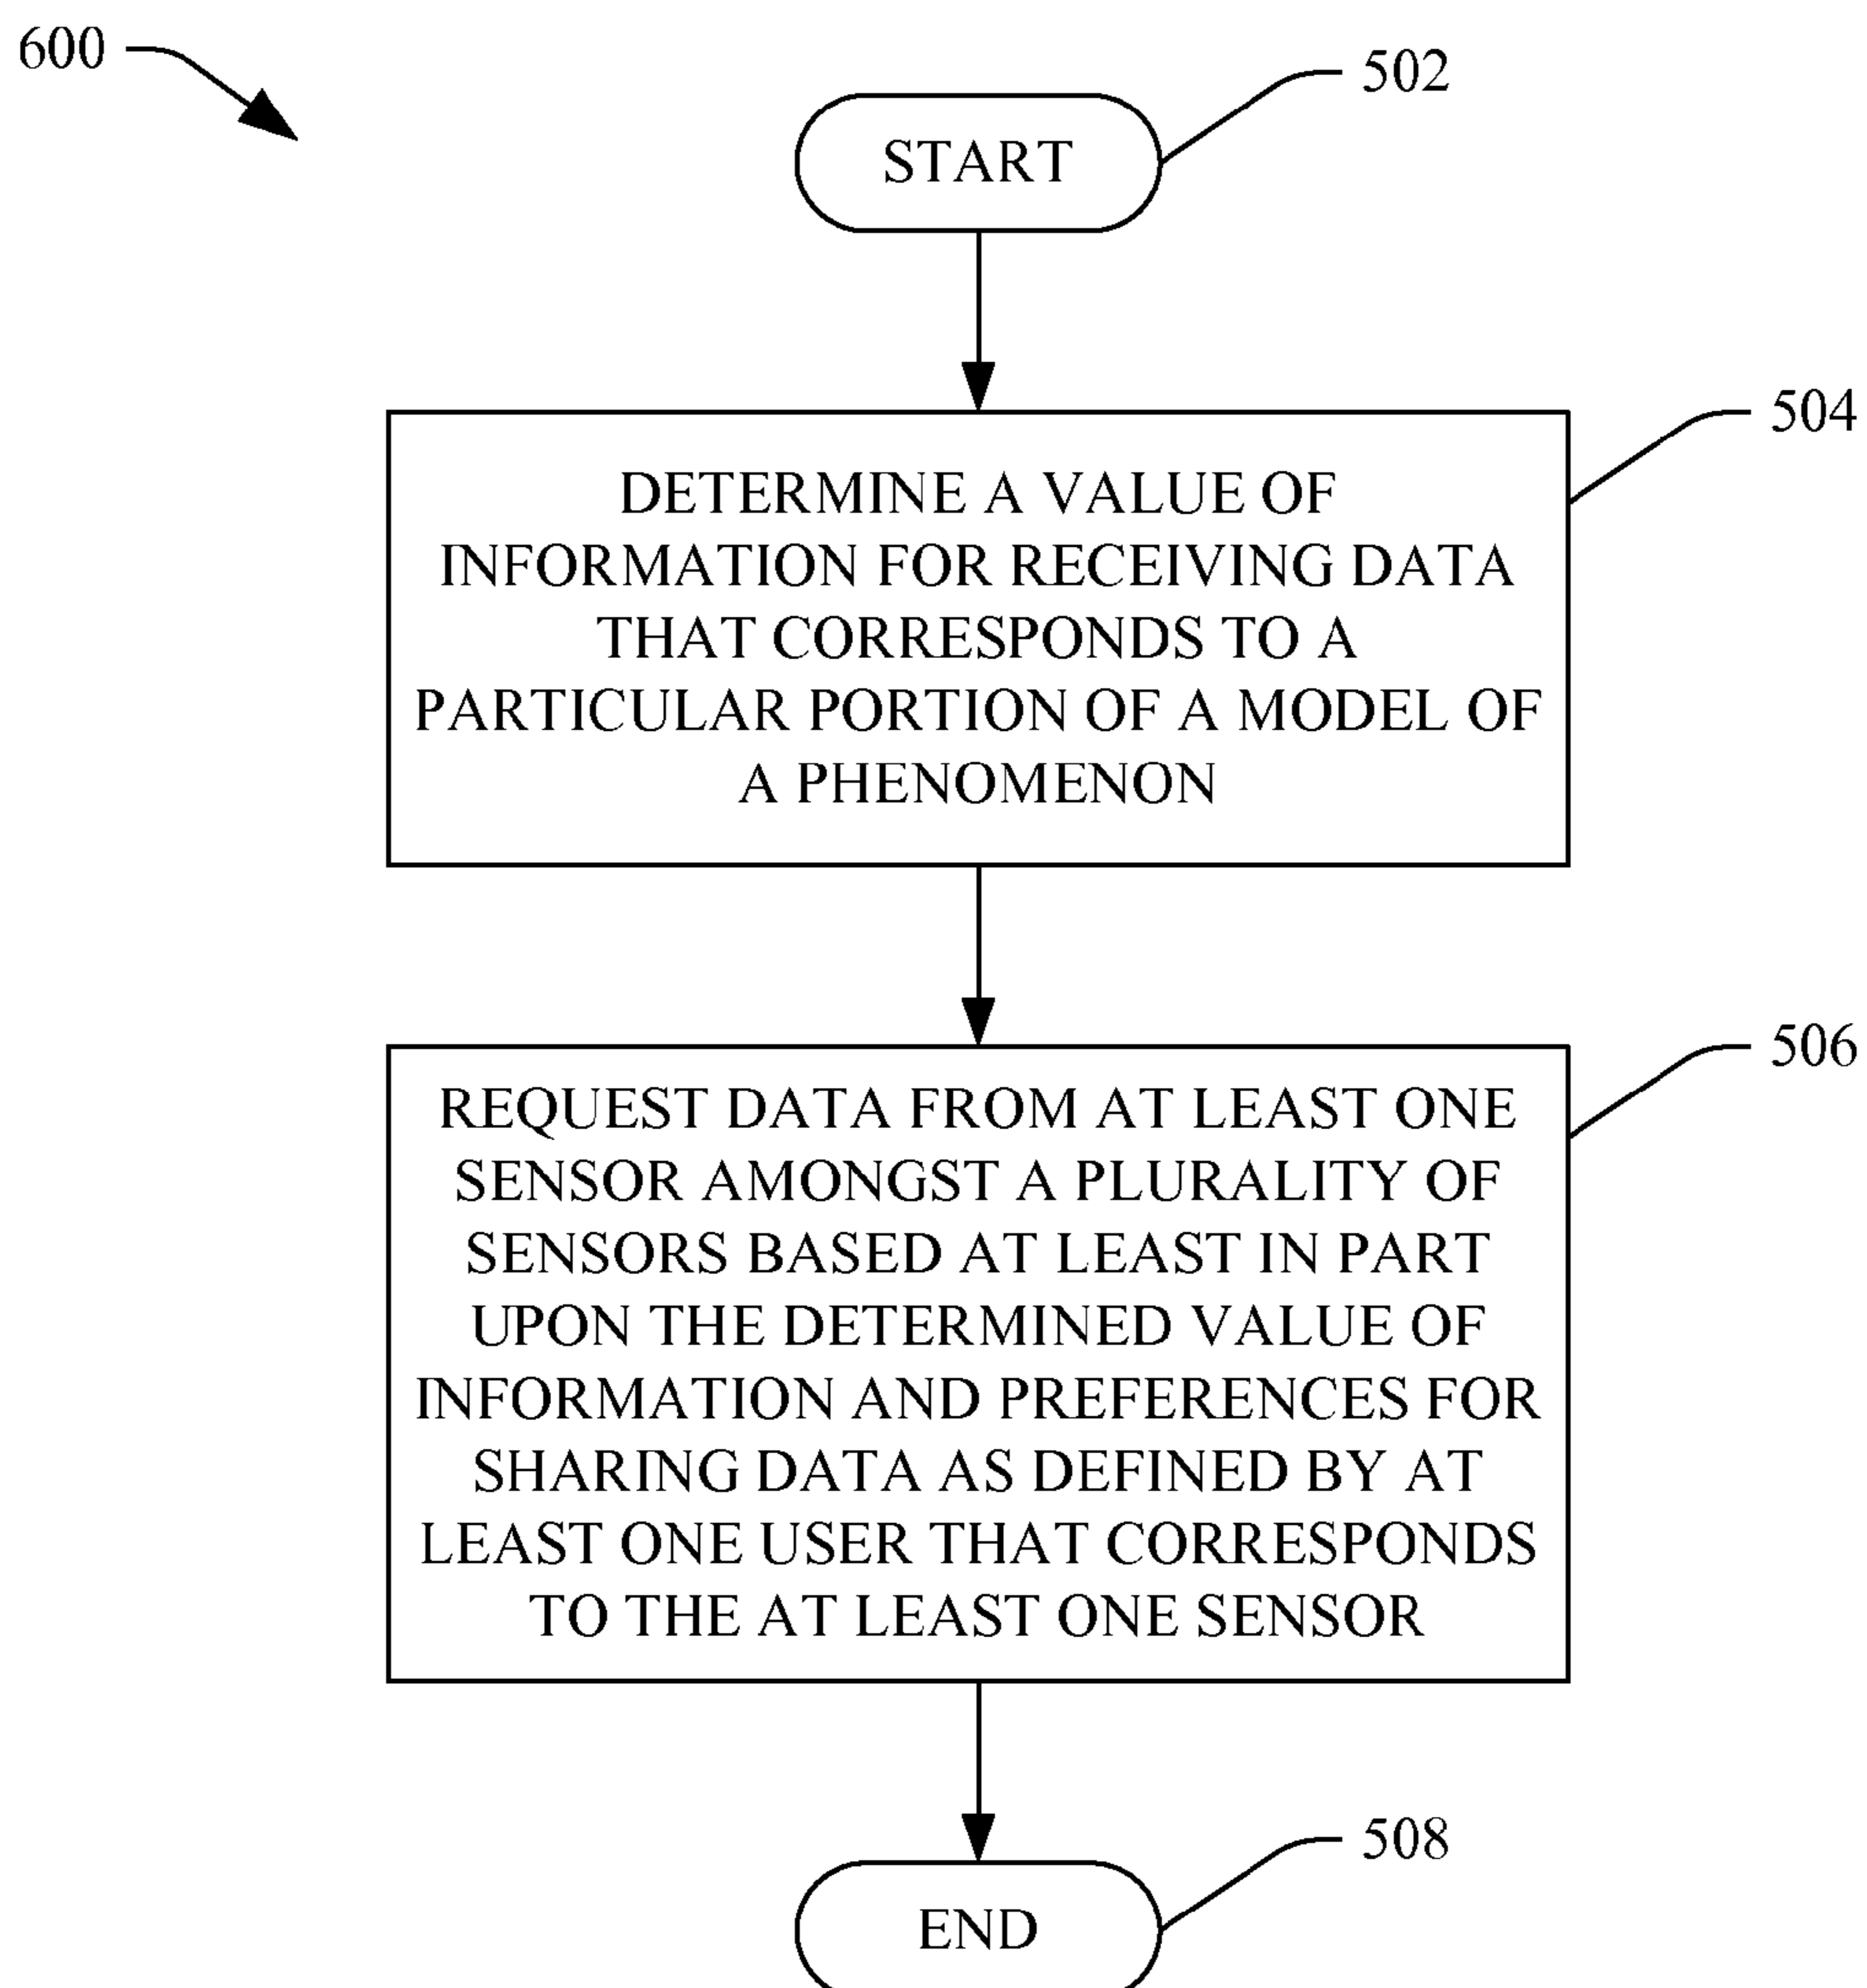 600
502
START
504
DETERMINE A VALUE OF
INFORMATION FOR RECEIVING DATA
THAT CORRESPONDS TO A
PARTICULAR PORTION OF A MODEL OF
A PHENOMENON
506
REQUEST DATA FROM AT LEAST ONE
SENSOR AMONGST A PLURALITY OF
SENSORS BASED AT LEAST IN PART
UPON THE DETERMINED VALUE OF
INFORMATION AND PREFERENCES FOR
SHARING DATA AS DEFINED BY AT
LEAST ONE USER THAT CORRESPONDS
TO THE AT LEAST ONE SENSOR
508
END